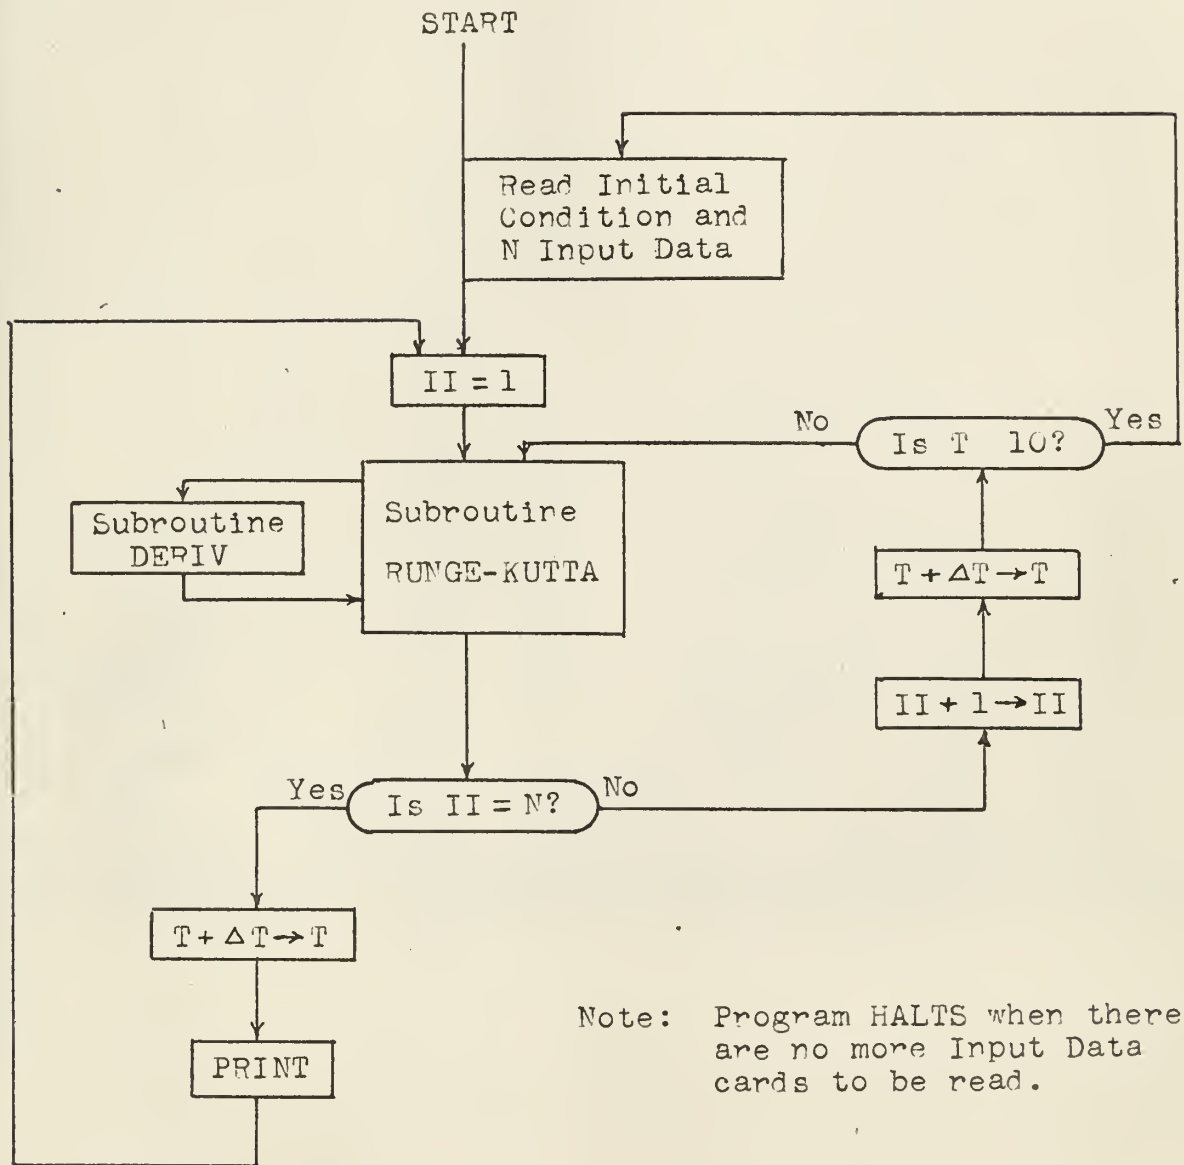 START
Read Initial
Condition and
N Input Data
II = 1
No
Is T 10?
Yes
Subroutine
DERIV
Subroutine
RUNGE-KUTTA
T + ΔT → T
II + 1 → II
Yes
Is II = N?
No
T + ΔT → T
PRINT
Note: Program HALTS when there
are no more Input Data
cards to be read.